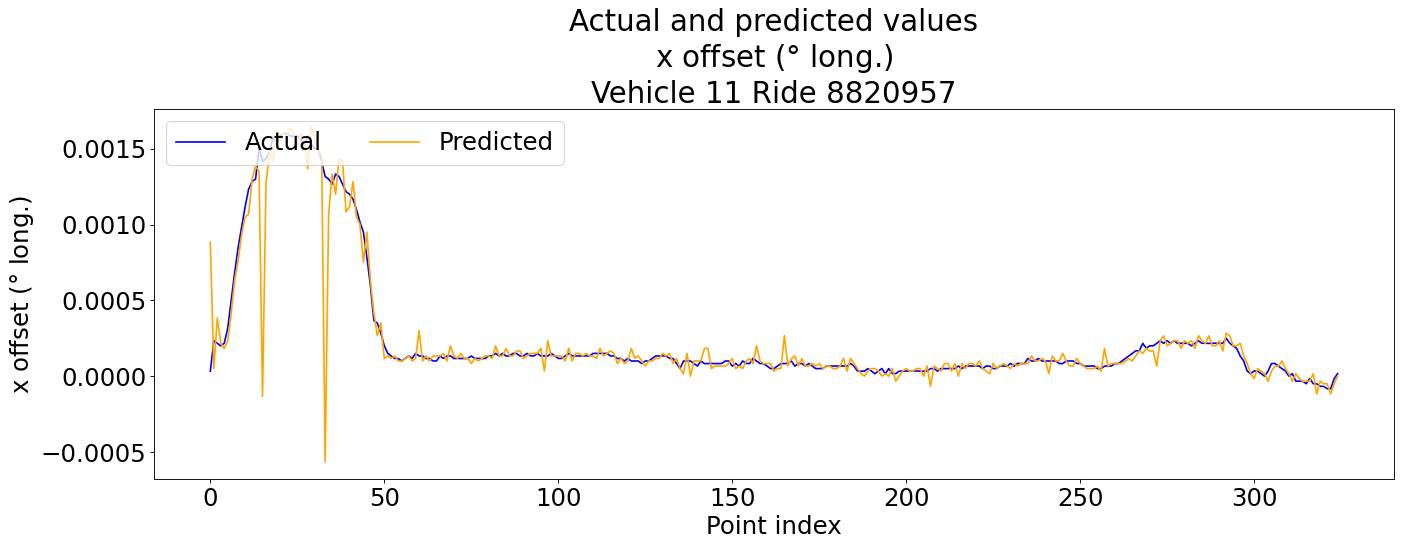 Actual and predicted values
x offset (° long.)
Vehicle 11 Ride 8820957
Actual
Predicted
x offset (° long.)
0.0015
0.0010
0.0005
0.0000
−0.0005
0
50
100
150
200
250
300
Point index